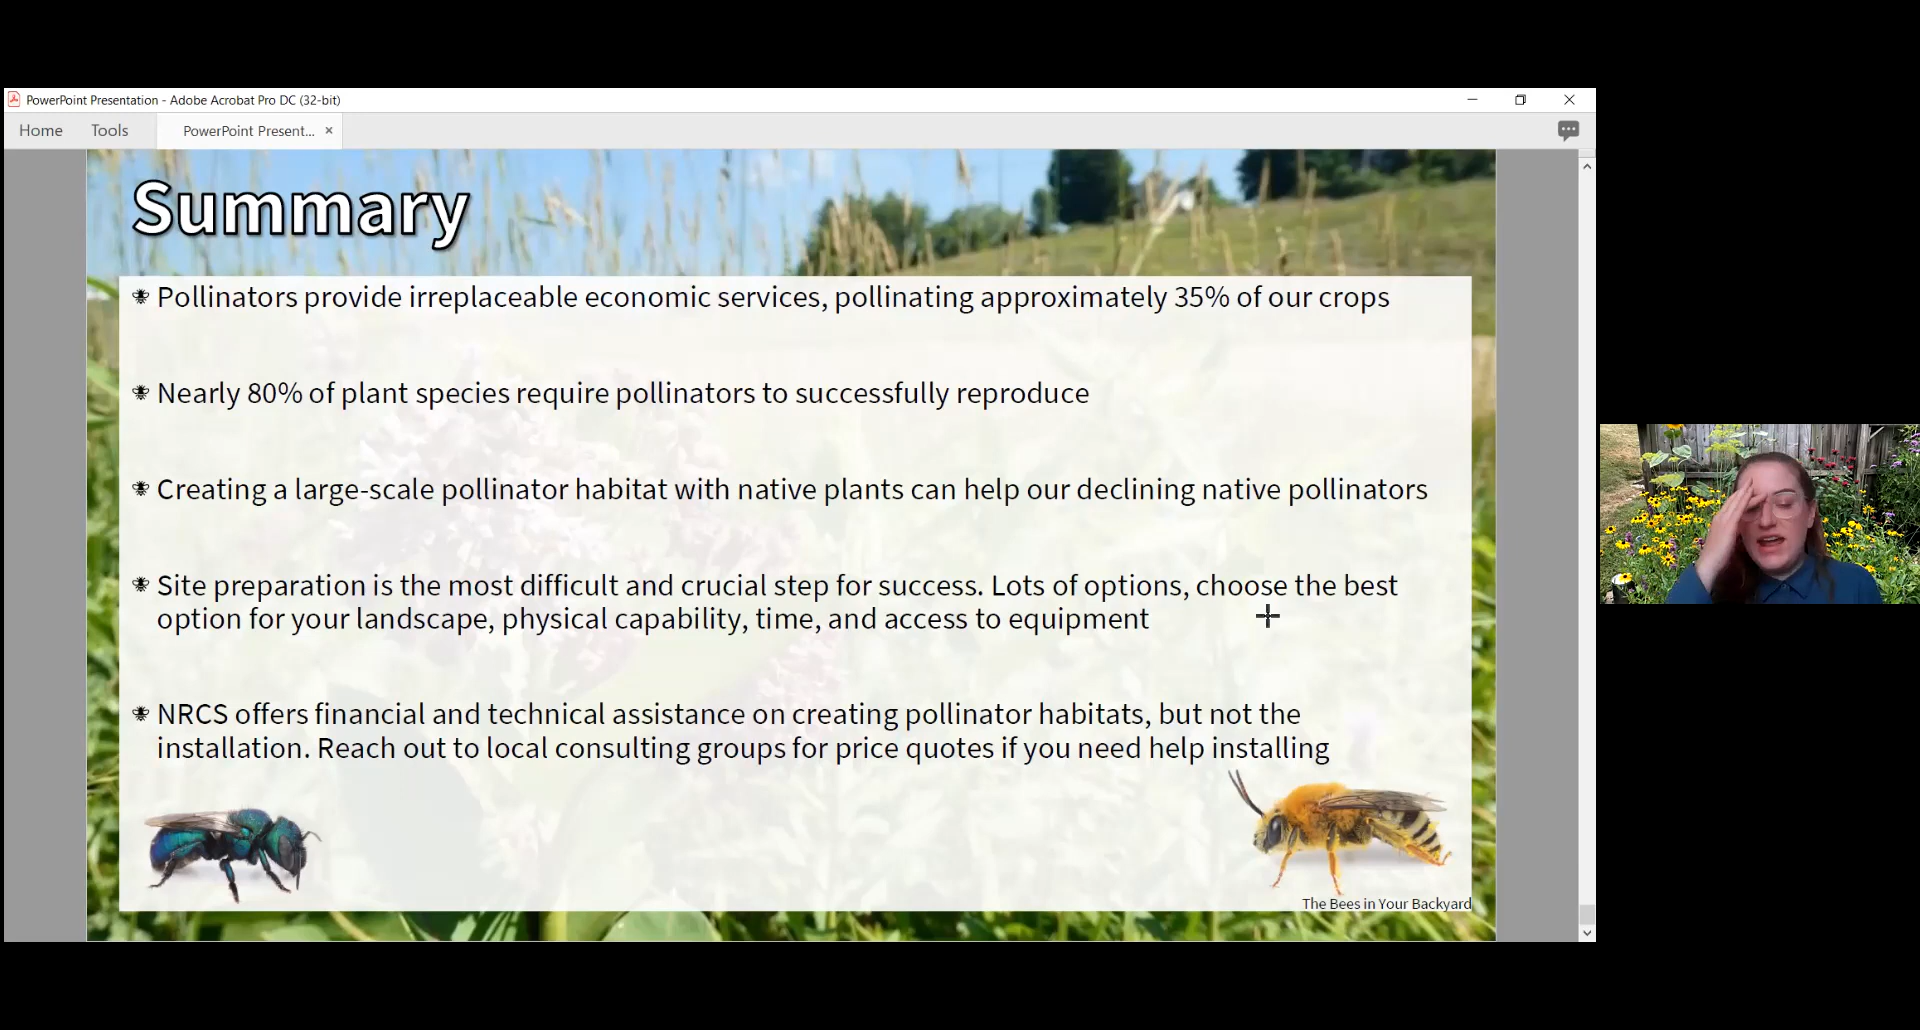 PowerPoint Presentation - Adobe Acrobat Pro DC (32-bit)
Home Tools PowerPoint Present...
Summary
Pollinators provide irreplaceable economic services, pollinating approximately 35% of our crops
Nearly 80% of plant species require pollinators to successfully reproduce
Creating a large-scale pollinator habitat with native plants can help our declining native pollinators
Site preparation is the most difficult and crucial step for success. Lots of options, choose the best
option for your landscape, physical capability, time, and access to equipment
NRCS offers financial and technical assistance on creating pollinator habitats, but not the
installation. Reach out to local consulting groups for price quotes if you need help installing
The Bees in Your Backyard